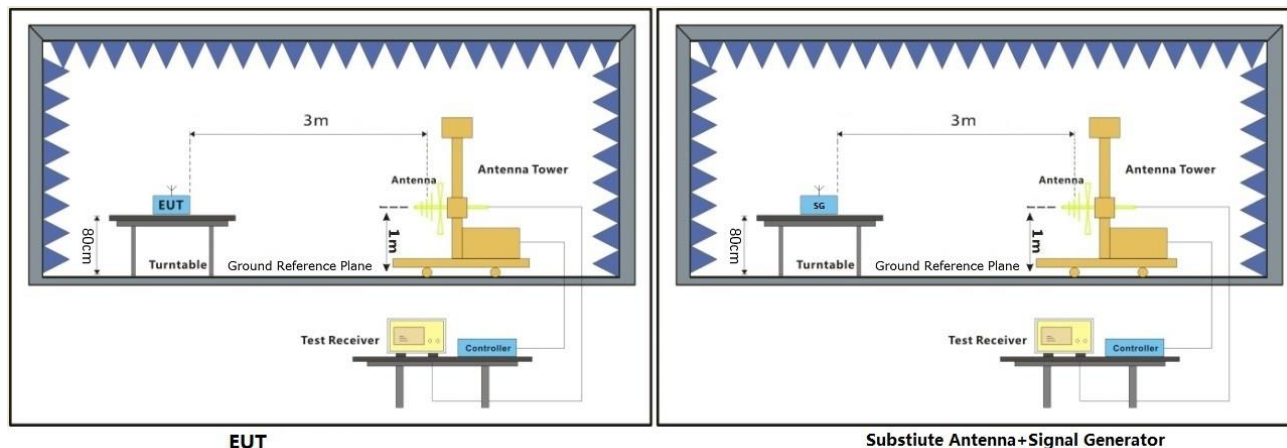 3m
Antenna Tower
Antenna
EUT
80cm
1m
Turntable
Ground Reference Plane
Test Receiver
Controller
EUT
3m
Antenna Tower
Antenna
SG
80cm
1m
Turntable
Ground Reference Plane
Test Receiver
Controller
Substiute Antenna+Signal Generator